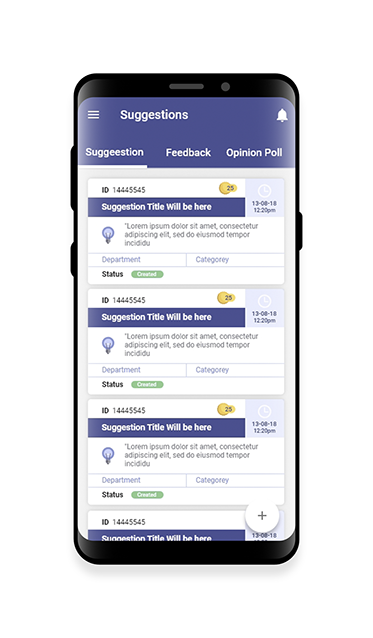 Suggestions
Suggeestion Feedback Opinion Poll
ID 14445545 25
Suggestion Title Will be here 13-08-18
12:20pm
"Lorem ipsum dolor sit amet, consectetur
adipiscing elit, sed do eiusmod tempor
incididu
Department Categorey
Status Created
ID 14445545 25
Suggestion Title Will be here 13-08-18
12:20pm
"Lorem ipsum dolor sit amet, consectetur
adipiscing elit, sed do eiusmod tempor
incididu
Department Categorey
Status Created
ID 14445545 25
Suggestion Title Will be here 13-08-18
12:20pm
"Lorem ipsum dolor sit amet, consectetur
adipiscing elit, sed do eiusmod tempor
incididu
Department Categorey
Status Created
ID 14445545
Suggestion Title Will be here 13-08-18